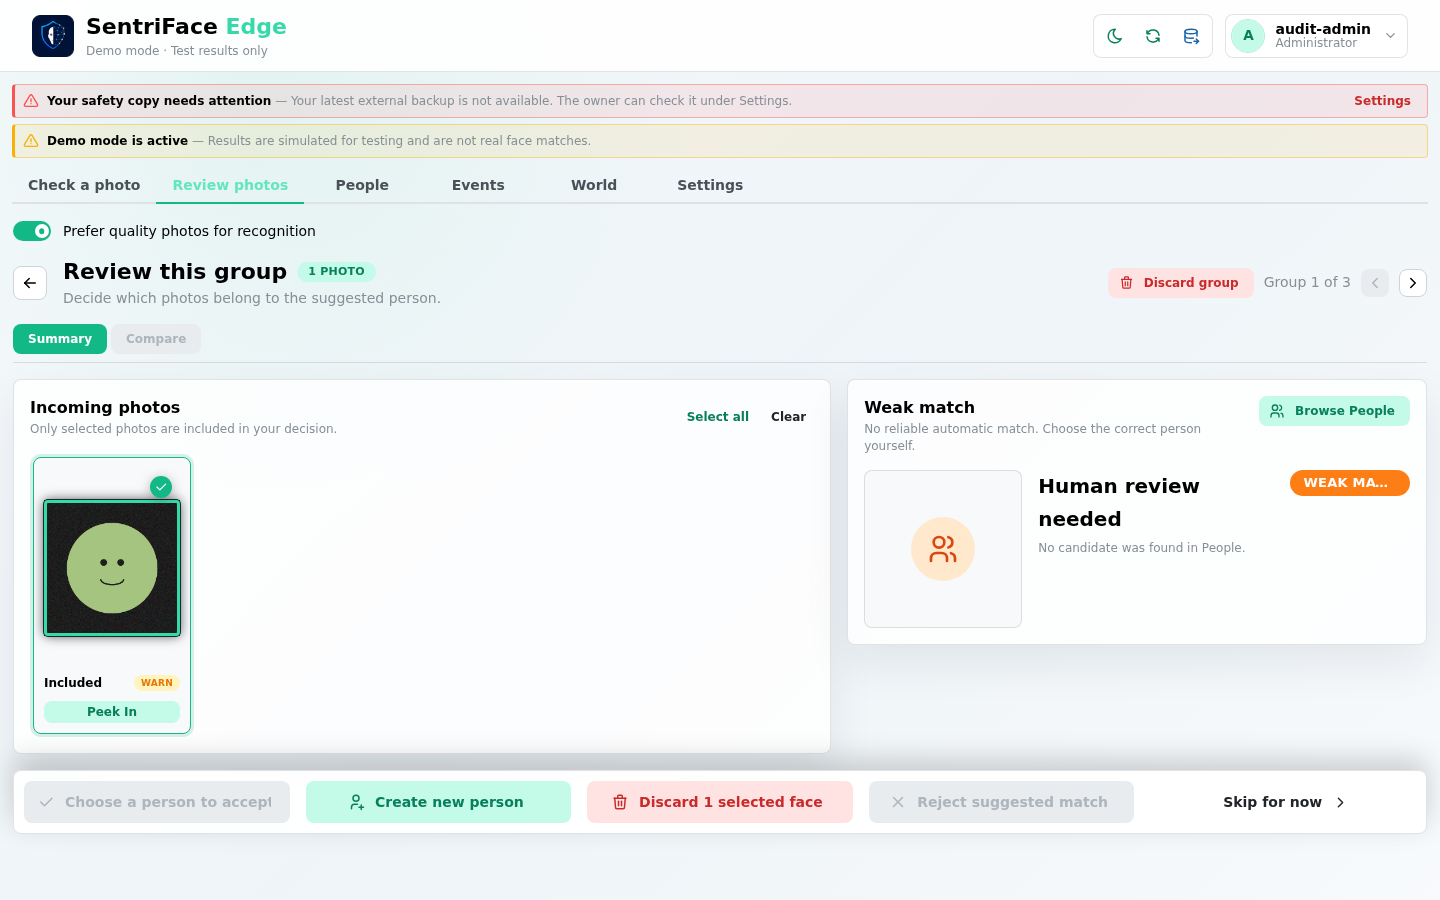 SentriFace Edge
Demo mode · Test results only
A
audit-admin
Administrator
Your safety copy needs attention — Your latest external backup is not available. The owner can check it under Settings.
Settings
Demo mode is active — Results are simulated for testing and are not real face matches.
Check a photo
Review photos
People
Events
World
Settings
Prefer quality photos for recognition
Review this group
1 PHOTO
Decide which photos belong to the suggested person.
Discard group
Group 1 of 3
Summary
Compare
Incoming photos
Only selected photos are included in your decision.
Select all
Clear
Included
WARN
Peek In
Weak match
No reliable automatic match. Choose the correct person
yourself.
Browse People
Human review
needed
WEAK MA...
No candidate was found in People.
Choose a person to accept
Create new person
Discard 1 selected face
Reject suggested match
Skip for now